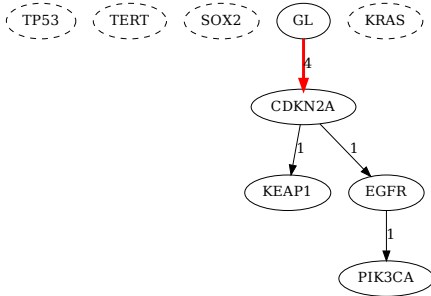 TP53 TERT SOX2 GL KRAS
4
CDKN2A
1 1
KEAP1 EGFR
1
PIK3CA